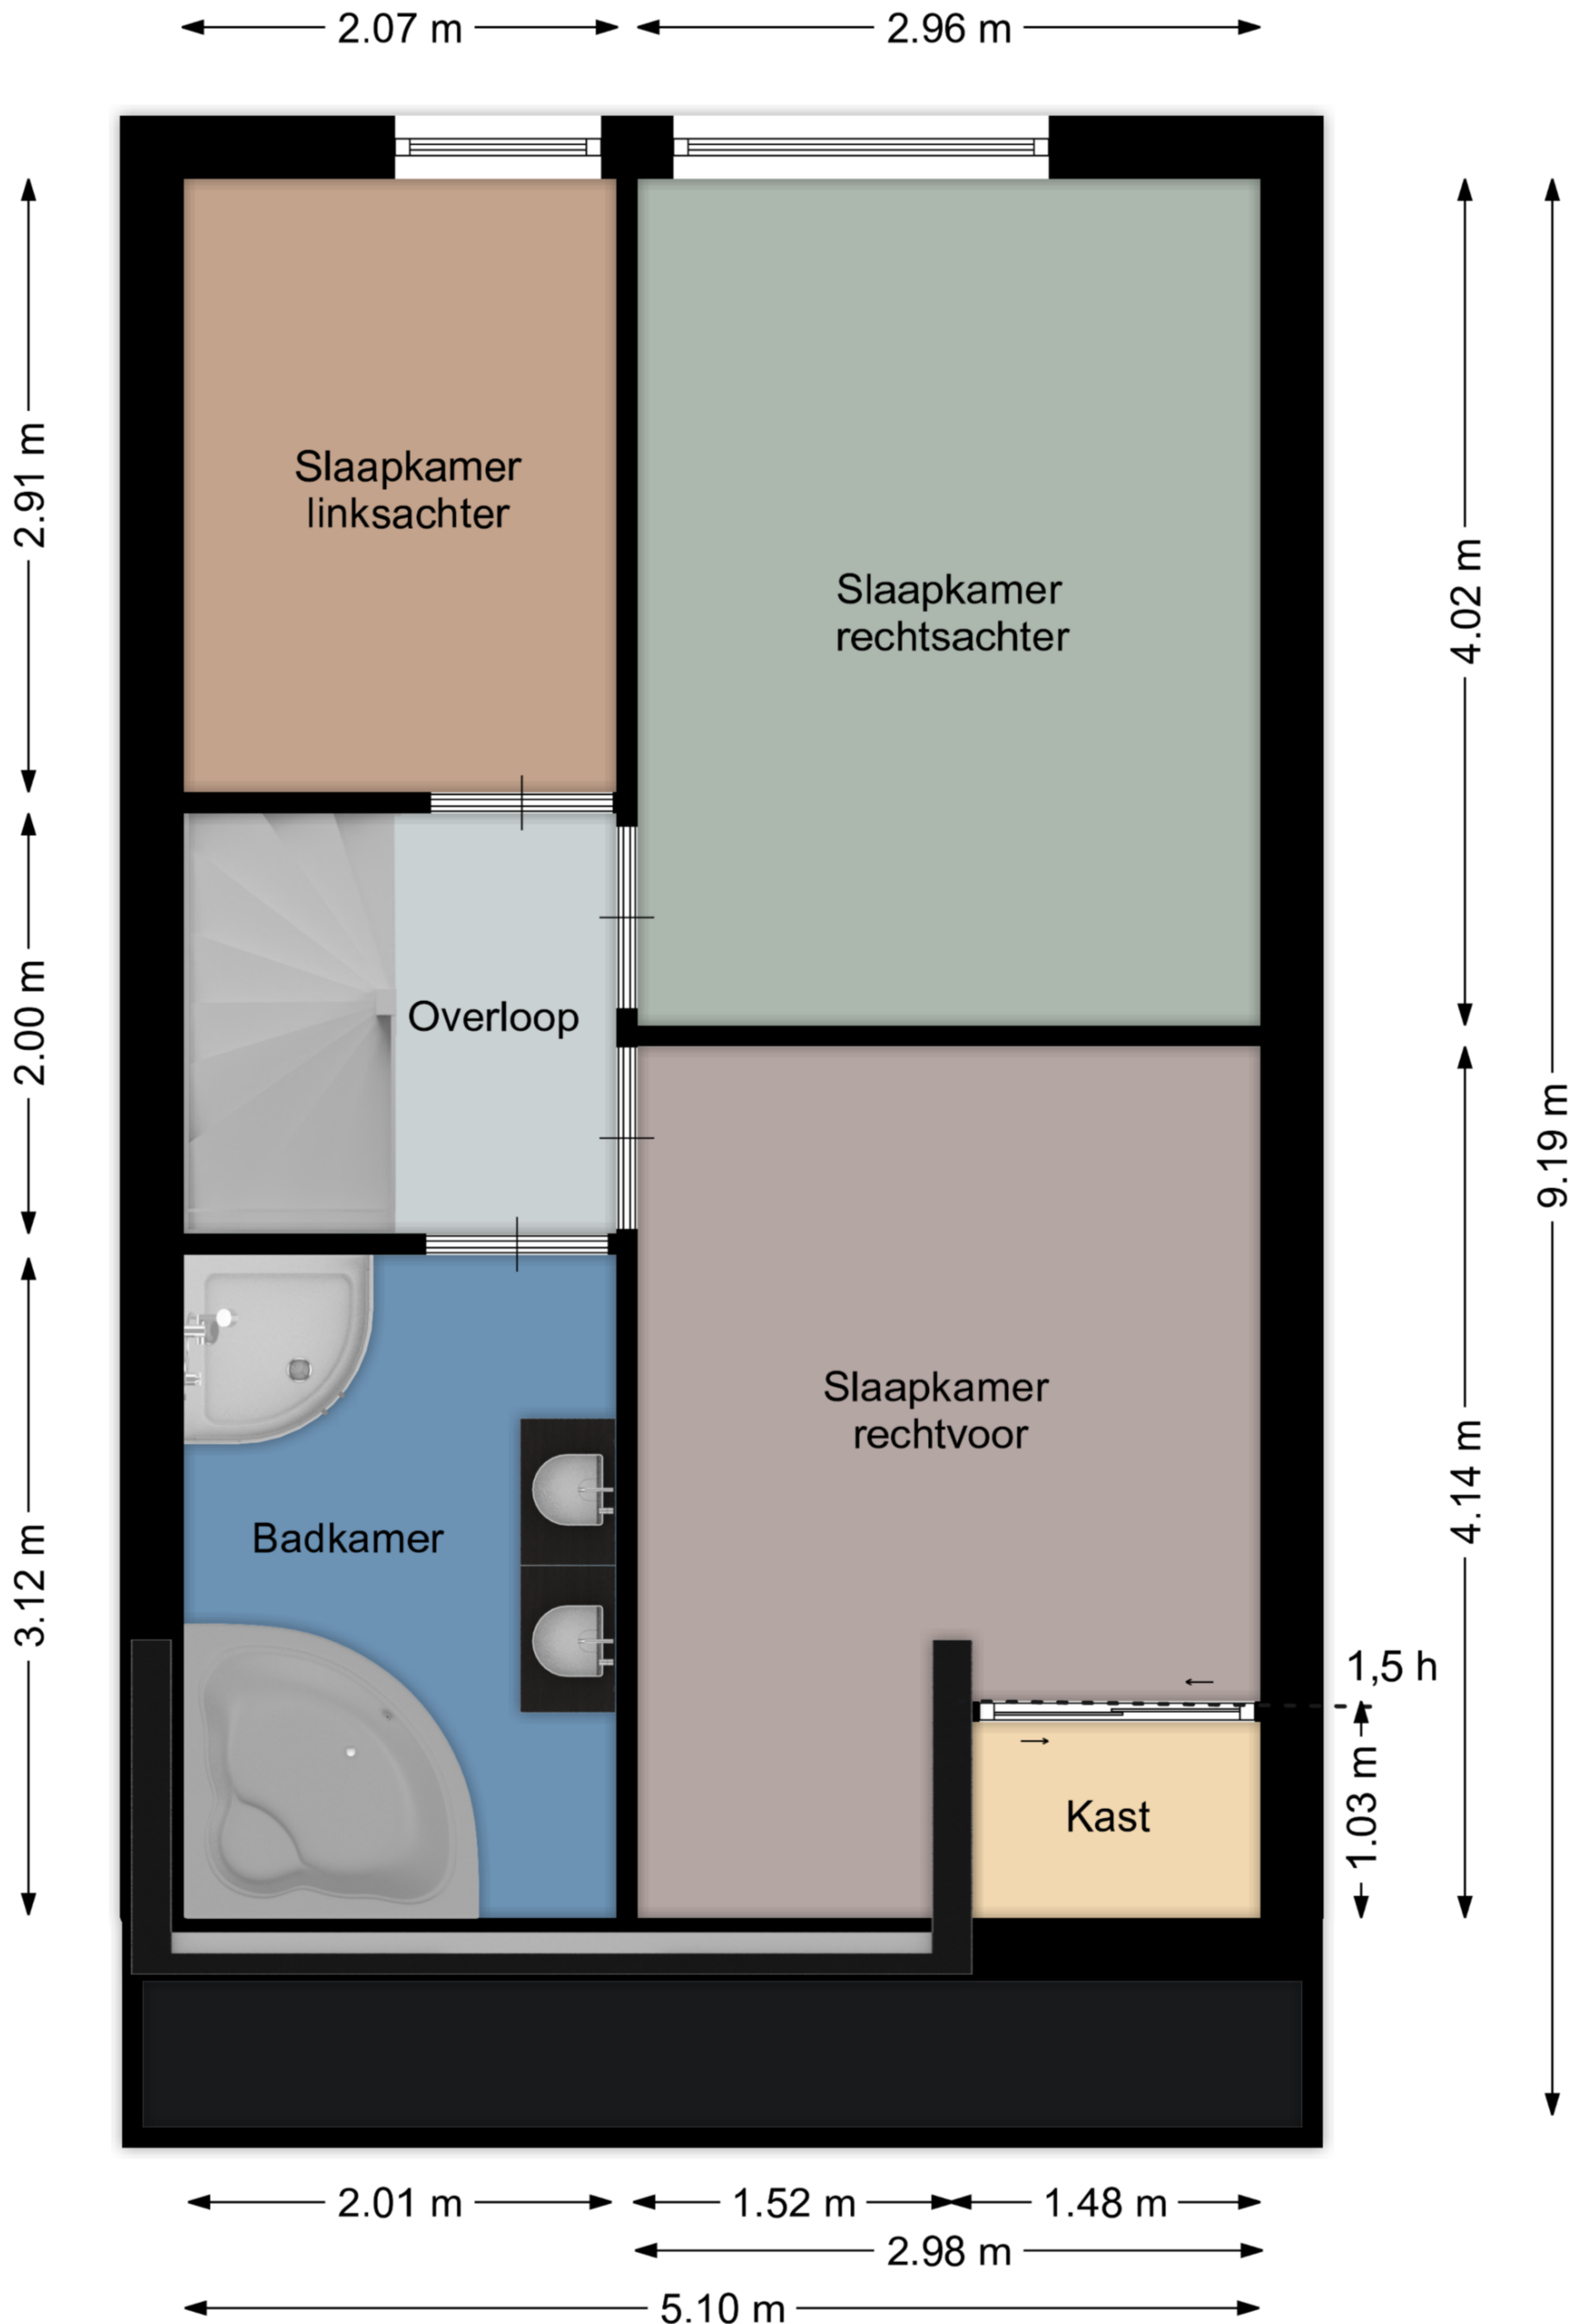 2.07 m
2.96 m
2.91 m
Slaapkamer
linksachter
4.02 m
Slaapkamer
rechtsachter
2.00 m
Overloop
9.19 m
Slaapkamer
rechtvoor
4.14 m
3.12 m
Badkamer
1,5 h
Kast
1.03 m
2.01 m
1.52 m
1.48 m
2.98 m
5.10 m